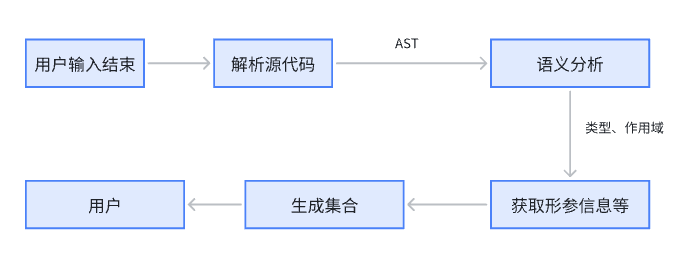 用户输入结束
解析源代码
AST
语义分析
类型、作用域
用户
生成集合
获取形参信息等